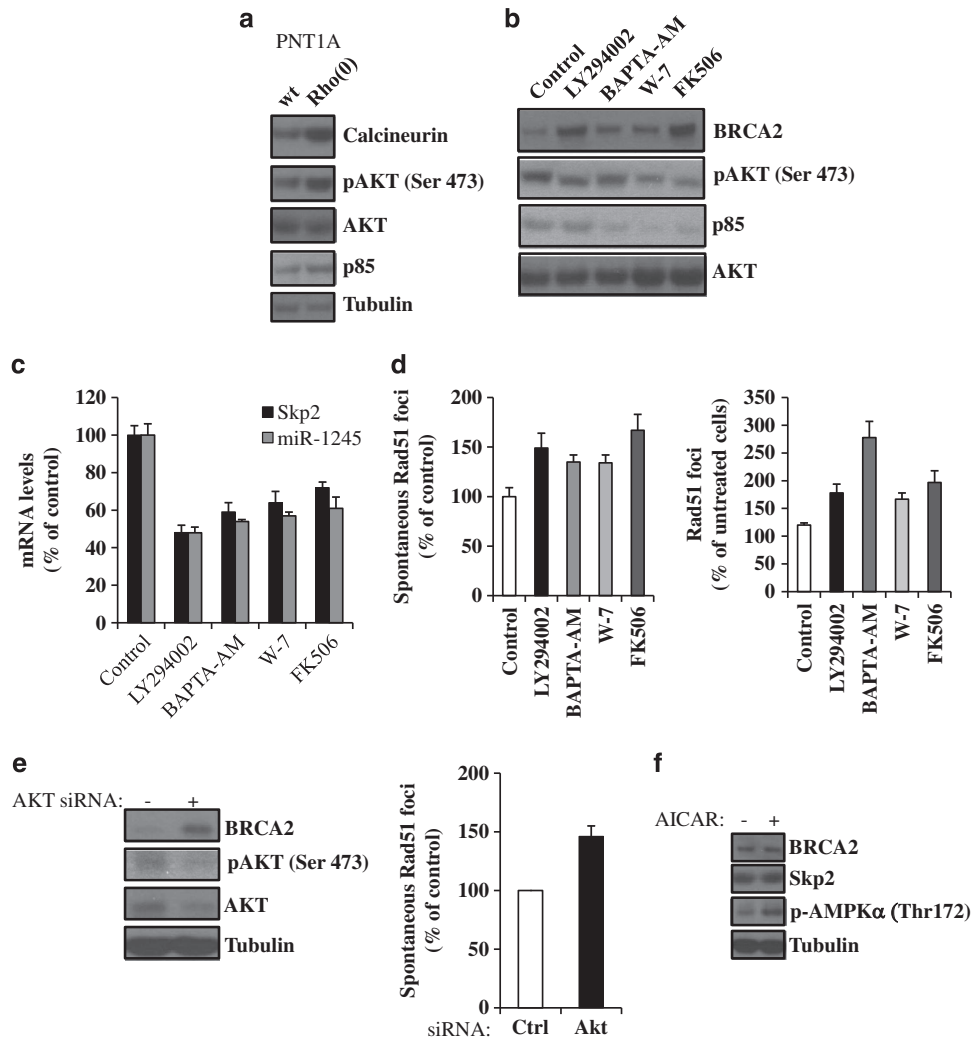 a
PNT1A
wt
Rho(0)
Calcineurin
pAKT (Ser 473)
AKT
p85
Tubulin
b
Control
LY294002
BAPTA-AM
W-7
FK506
BRCA2
pAKT (Ser 473)
p85
AKT
c
mRNA levels
(% of control)
120
100
80
60
40
20
0
Skp2
miR-1245
Control
LY294002
BAPTA-AM
W-7
FK506
d
Spontaneous Rad51 foci
(% of control)
200
150
100
50
0
Control
LY294002
BAPTA-AM
W-7
FK506
Rad51 foci
(% of untreated cells)
350
300
250
200
150
100
50
0
Control
LY294002
BAPTA-AM
W-7
FK506
e
AKT siRNA: - +
BRCA2
pAKT (Ser 473)
AKT
Tubulin
Spontaneous Rad51 foci
(% of control)
200
150
100
50
0
siRNA: Ctrl Akt
f
AICAR: - +
BRCA2
Skp2
p-AMPKα (Thr172)
Tubulin